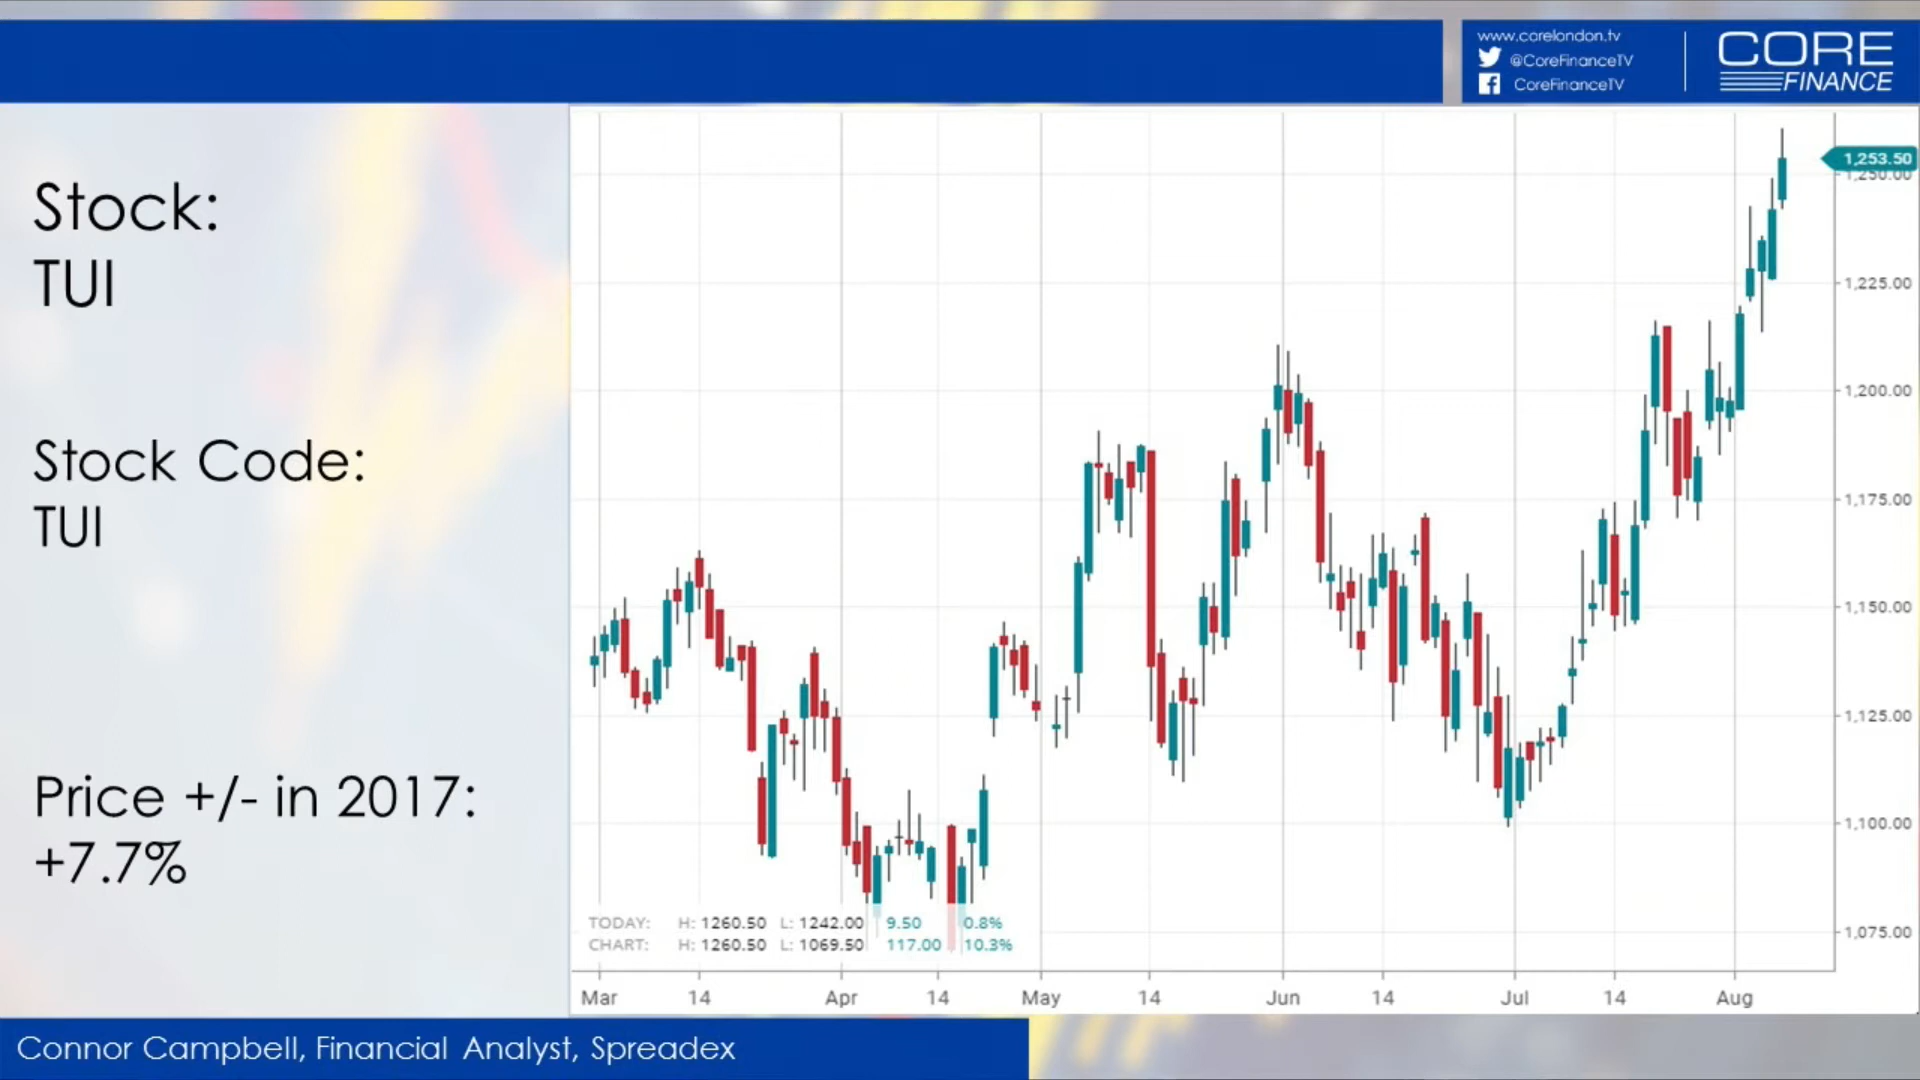 www.corelondon.tv
@CoreFinanceTV
CoreFinanceTV
CORE
FINANCE
Stock:
TUI
Stock Code:
TUI
Price +/- in 2017:
+7.7%
1,253.50
1,250.00
1,225.00
1,200.00
1,175.00
1,150.00
1,125.00
1,100.00
1,075.00
TODAY: H: 1260.50 L: 1242.00 9.50 0.8%
CHART: H: 1260.50 L: 1069.50 117.00 10.3%
Mar 14 Apr 14 May 14 Jun 14 Jul 14 Aug
Connor Campbell, Financial Analyst, Spreadex